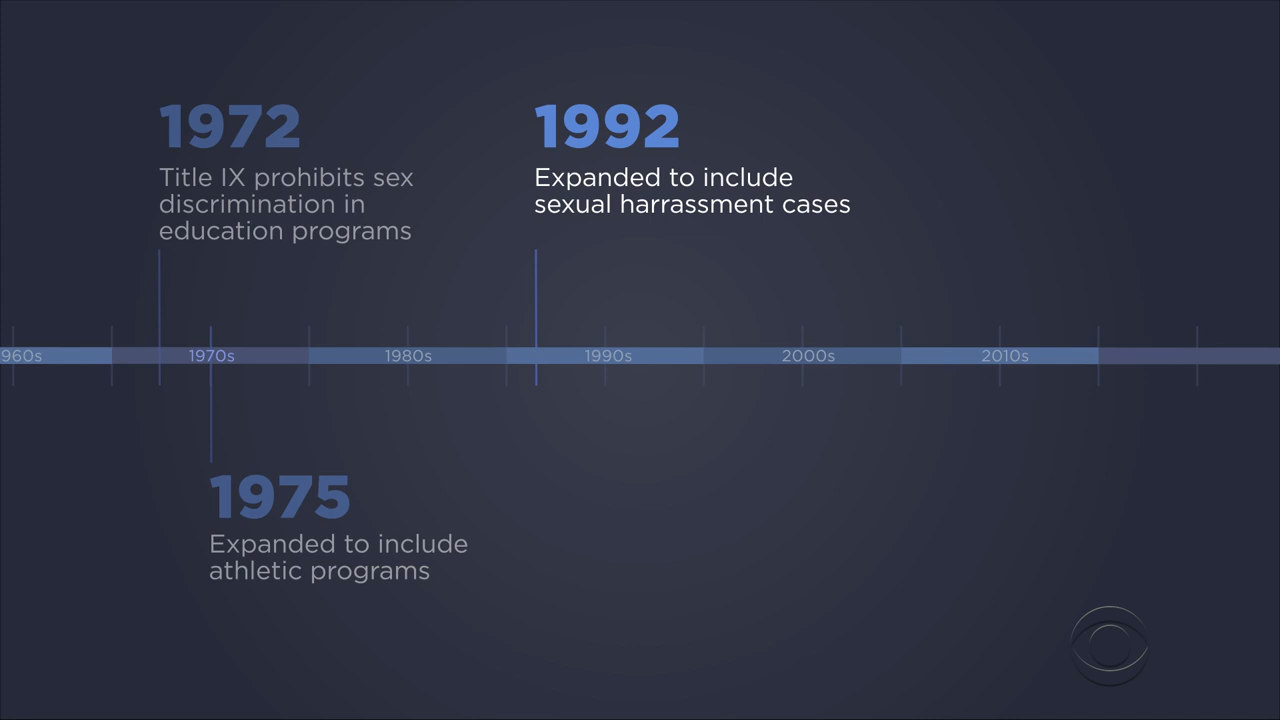 1972
Title IX prohibits sex
discrimination in
education programs
1992
Expanded to include
sexual harrassment cases
960s
1970s
1980s
1990s
2000s
2010s
1975
Expanded to include
athletic programs